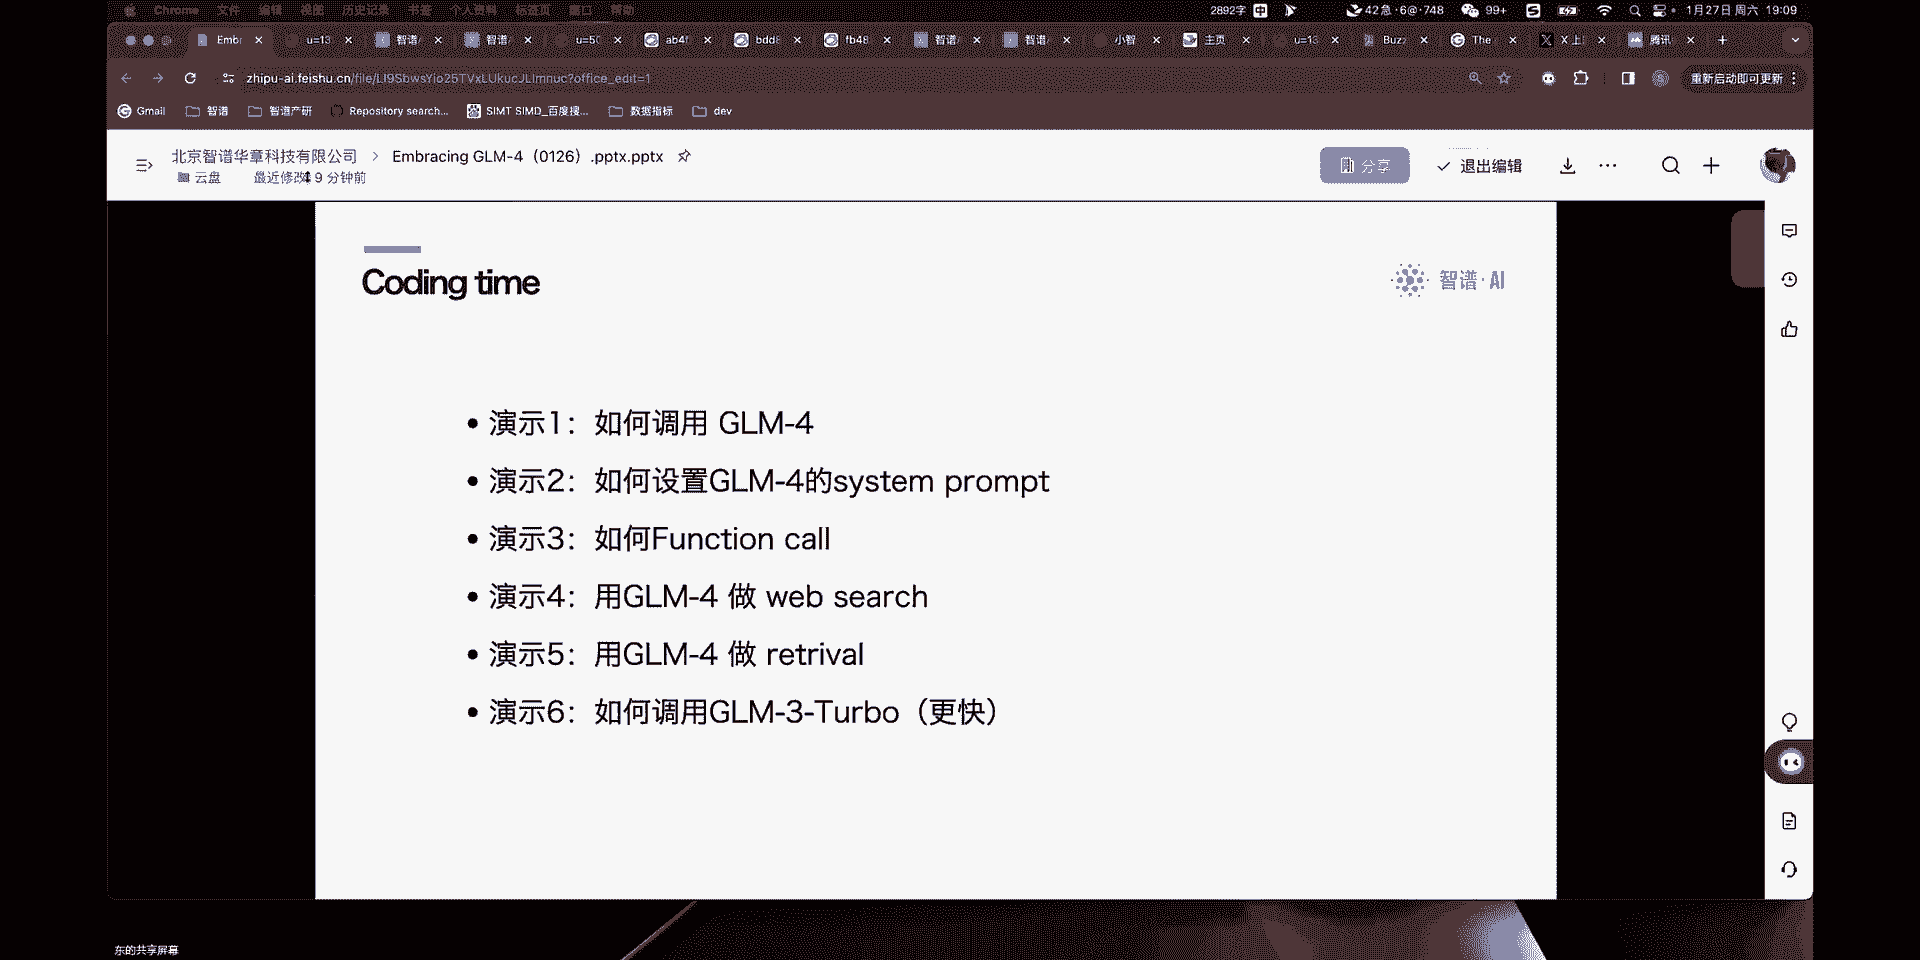 Chrome 文件 编辑 视图 历史记录 书签 个人资料 标签页 窗口 帮助 2892字 中 42急·6@·748 99+ 1月27日 周六 19:09
Embr u=13 智谱/ 智谱/ u=50 ab4f bdd8 fb48 智谱/ 智谱/ 小智 主页 u=13 Buzz The X 上 腾讯
zhipu-ai.feishu.cn/file/ 重新启动即可更新
Gmail 智谱 智谱产研 Repository search... SIMT SIMD_百度搜... 数据指标 dev
北京智谱华章科技有限公司 > Embracing GLM-4（0126）.pptx.pptx
云盘 最近修改 9 分钟前
分享 退出编辑
Coding time
智谱·AI
• 演示1：如何调用 GLM-4
• 演示2：如何设置GLM-4的system prompt
• 演示3：如何Function call
• 演示4：用GLM-4 做 web search
• 演示5：用GLM-4 做 retrival
• 演示6：如何调用GLM-3-Turbo（更快）
东的共享屏幕